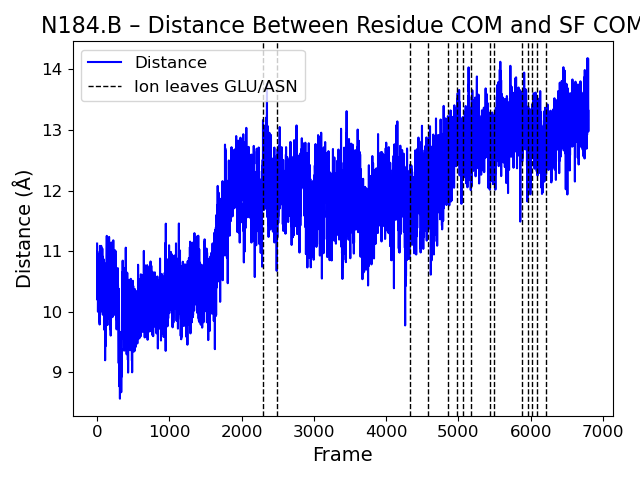 N184.B – Distance Between Residue COM and SF COM
Distance
Ion leaves GLU/ASN
14
13
12
11
10
9
Distance (Å)
0 1000 2000 3000 4000 5000 6000 7000
Frame